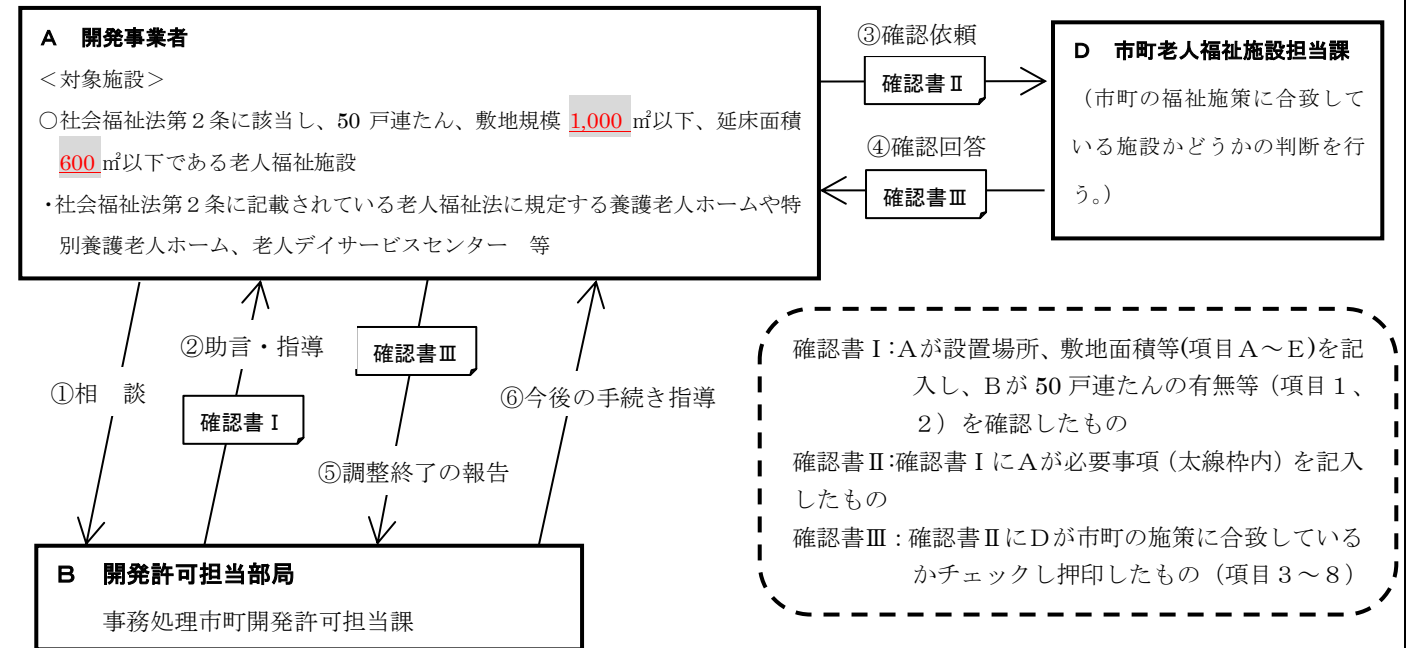 A 開発事業者
＜対象施設＞
○社会福祉法第２条に該当し、50 戸連たん、敷地規模 1,000 ㎡以下、延床面積
600 ㎡以下である老人福祉施設
・社会福祉法第２条に記載されている老人福祉法に規定する養護老人ホームや特
別養護老人ホーム、老人デイサービスセンター 等
③確認依頼
確認書Ⅱ
④確認回答
確認書Ⅲ
D 市町老人福祉施設担当課
（市町の福祉施策に合致して
いる施設かどうかの判断を行
う。）
①相 談
②助言・指導
確認書Ⅰ
確認書Ⅲ
⑤調整終了の報告
⑥今後の手続き指導
B 開発許可担当部局
事務処理市町開発許可担当課
確認書Ⅰ：Ａが設置場所、敷地面積等(項目Ａ～Ｅ)を記
入し、Ｂが 50 戸連たんの有無等（項目１、
２）を確認したもの
確認書Ⅱ：確認書ⅠにＡが必要事項（太線枠内）を記入
したもの
確認書Ⅲ：確認書ⅡにＤが市町の施策に合致している
かチェックし押印したもの（項目３～８）